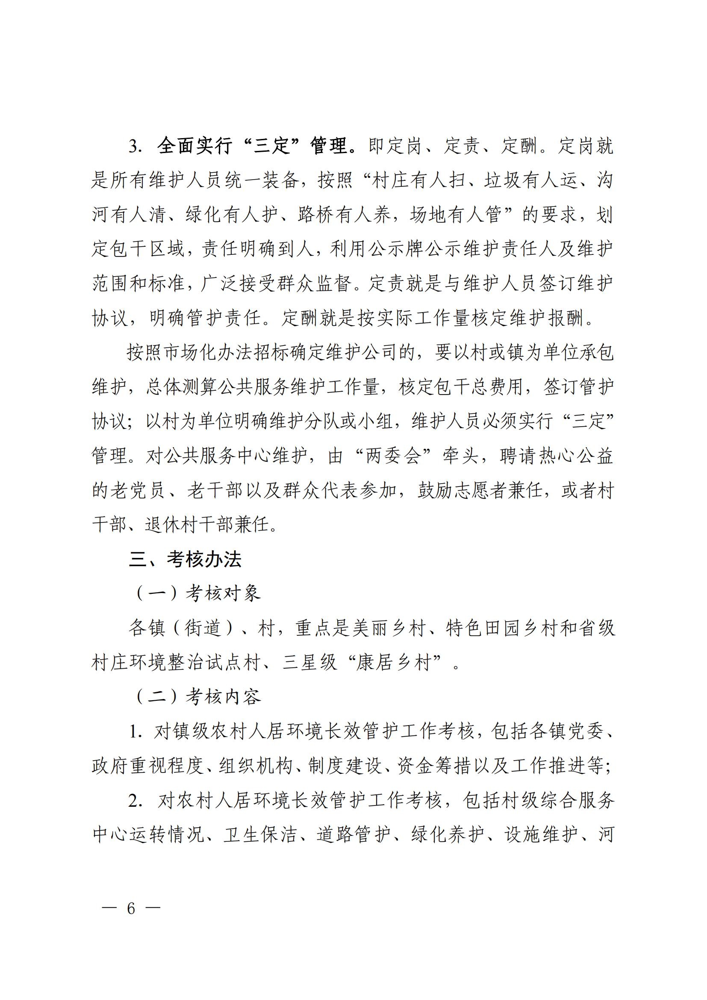 3. 全面实行“三定”管理。即定岗、定责、定酬。定岗就
是所有维护人员统一装备，按照“村庄有人扫、垃圾有人运、沟
河有人清、绿化有人护、路桥有人养，场地有人管”的要求，划
定包干区域，责任明确到人，利用公示牌公示维护责任人及维护
范围和标准，广泛接受群众监督。定责就是与维护人员签订维护
协议，明确管护责任。定酬就是按实际工作量核定维护报酬。
按照市场化办法招标确定维护公司的，要以村或镇为单位承包
维护，总体测算公共服务维护工作量，核定包干总费用，签订管护
协议；以村为单位明确维护分队或小组，维护人员必须实行“三定”
管理。对公共服务中心维护，由“两委会”牵头，聘请热心公益
的老党员、老干部以及群众代表参加，鼓励志愿者兼任，或者村
干部、退休村干部兼任。
三、考核办法
（一）考核对象
各镇（街道）、村，重点是美丽乡村、特色田园乡村和省级
村庄环境整治试点村、三星级“康居乡村”。
（二）考核内容
1. 对镇级农村人居环境长效管护工作考核，包括各镇党委、
政府重视程度、组织机构、制度建设、资金筹措以及工作推进等；
2. 对农村人居环境长效管护工作考核，包括村级综合服务
中心运转情况、卫生保洁、道路管护、绿化养护、设施维护、河
— 6 —